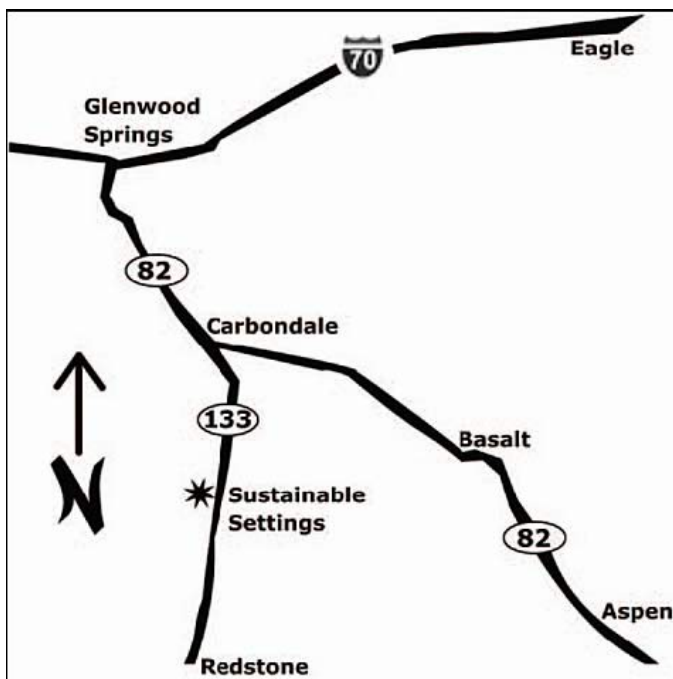 70
Eagle
Glenwood
Springs
82
Carbondale
133
Basalt
N
Sustainable
Settings
82
Aspen
Redstone